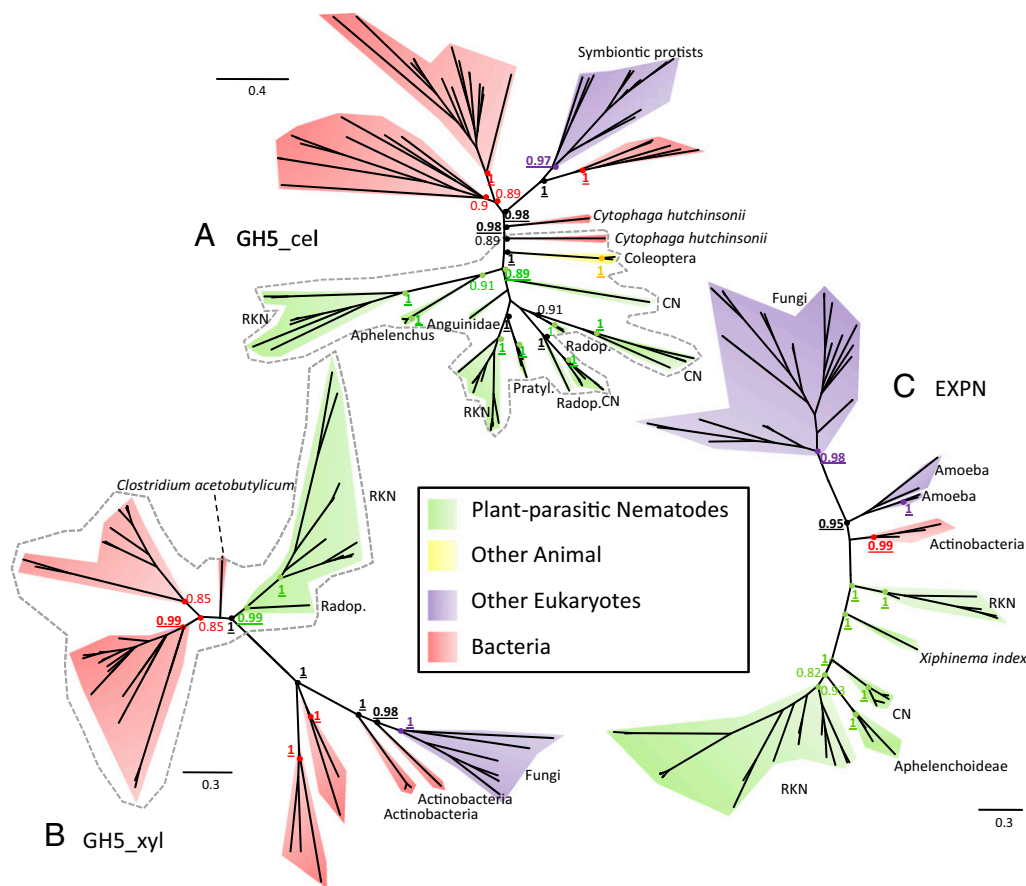 Symbiontic protists
0.4
0.97
1
1
1
0.89
0.9
0.98
Cytophaga hutchinsonii
0.98
A GH5_cel
0.89
Cytophaga hutchinsonii
1
Coleoptera
1
0.89
0.91
CN
1
RKN
1
Aphelenchus
Anguinidae
1
0.91
1
1
Radop.
1
CN
1
1
1
Pratyl.
Radop.
CN
RKN
Fungi
C EXPN
0.98
Amoeba
Amoeba
1
0.95
0.99
Actinobacteria
1
1
RKN
1
Xiphinema index
1
0.82
0.93
1
CN
1
Aphelenchoideae
RKN
0.3
Clostridium acetobutylicum
RKN
1
0.85
Radop.
0.99
0.99
0.85
1
1
1
0.98
1
1
Fungi
0.3
Actinobacteria
Actinobacteria
B GH5_xyl
Plant-parasitic Nematodes
Other Animal
Other Eukaryotes
Bacteria